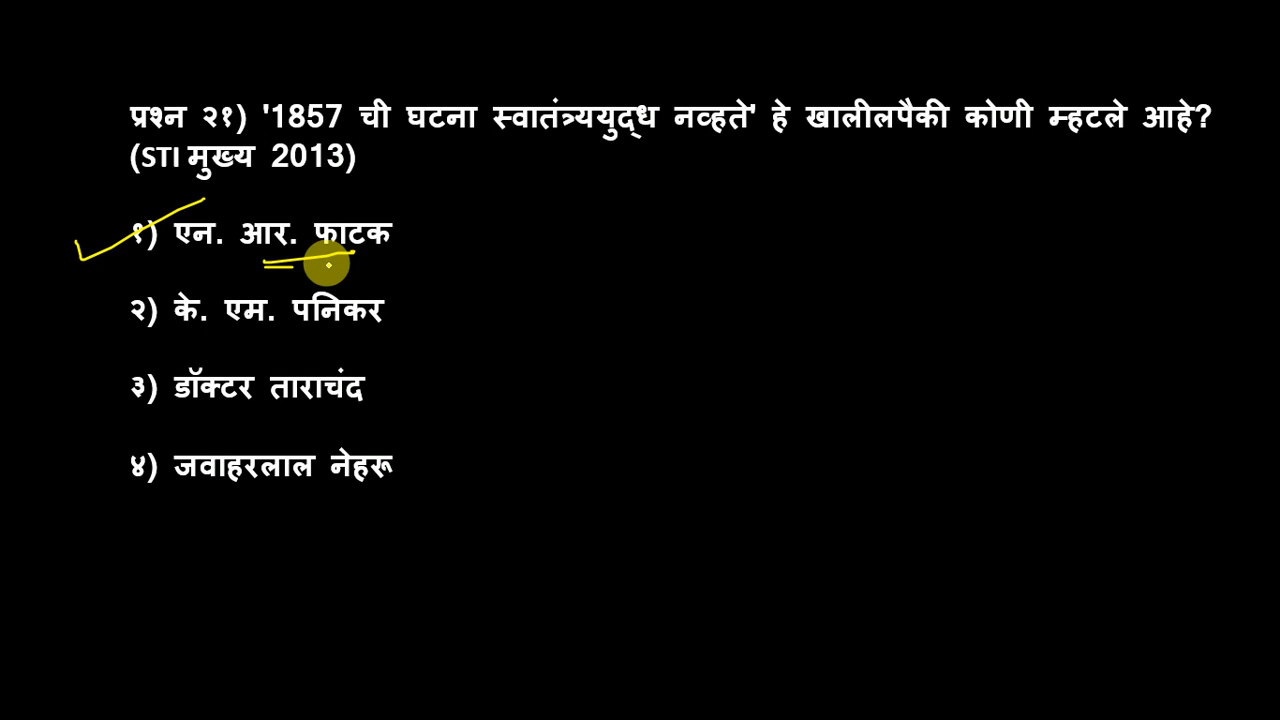 प्रश्न २१) '1857 ची घटना स्वातंत्र्ययुद्ध नव्हते' हे खालीलपैकी कोणी म्हटले आहे?
(STI मुख्य 2013)
१) एन. आर. फाटक
२) के. एम. पनिकर
३) डॉक्टर ताराचंद
४) जवाहरलाल नेहरू